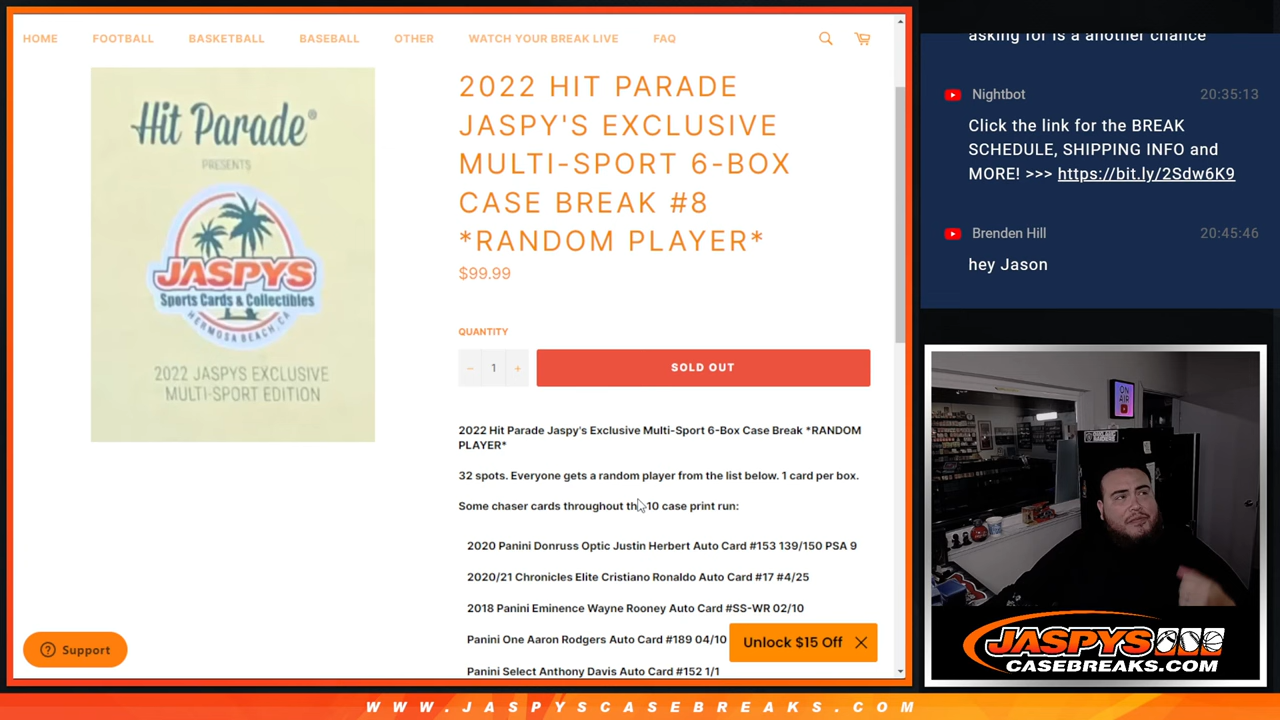 HOME
FOOTBALL
BASKETBALL
BASEBALL
OTHER
WATCH YOUR BREAK LIVE
FAQ
Hit Parade®
PRESENTS
JASPYS
Sports Cards & Collectibles
HERMOSA BEACH, CA
2022 JASPYS EXCLUSIVE
MULTI-SPORT EDITION
2022 HIT PARADE
JASPY'S EXCLUSIVE
MULTI-SPORT 6-BOX
CASE BREAK #8
*RANDOM PLAYER*
$99.99
QUANTITY
− 1 +
SOLD OUT
2022 Hit Parade Jaspy's Exclusive Multi-Sport 6-Box Case Break *RANDOM
PLAYER*
32 spots. Everyone gets a random player from the list below. 1 card per box.
Some chaser cards throughout the 10 case print run:
2020 Panini Donruss Optic Justin Herbert Auto Card #153 139/150 PSA 9
2020/21 Chronicles Elite Cristiano Ronaldo Auto Card #17 #4/25
2018 Panini Eminence Wayne Rooney Auto Card #SS-WR 02/10
Panini One Aaron Rodgers Auto Card #189 04/10
Panini Select Anthony Davis Auto Card #152 1/1
Unlock $15 Off
Support
asking for is a another chance
Nightbot 20:35:13
Click the link for the BREAK
SCHEDULE, SHIPPING INFO and
MORE! >>> https://bit.ly/2Sdw6K9
Brenden Hill 20:45:46
hey Jason
ON
AIR
JASPYS
CASEBREAKS.COM
WWW.JASPYSCASEBREAKS.COM